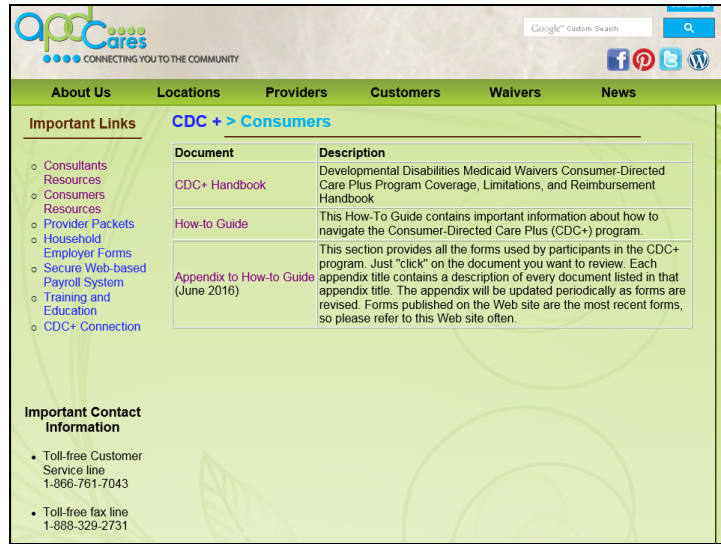 apd Cares
CONNECTING YOU TO THE COMMUNITY
Google™ Custom Search
About Us Locations Providers Customers Waivers News
Important Links
CDC + > Consumers
Consultants
Resources
Consumers
Resources
Provider Packets
Household
Employer Forms
Secure Web-based
Payroll System
Training and
Education
CDC+ Connection
Document Description
CDC+ Handbook
Developmental Disabilities Medicaid Waivers Consumer-Directed
Care Plus Program Coverage, Limitations, and Reimbursement
Handbook
How-to Guide
This How-To Guide contains important information about how to
navigate the Consumer-Directed Care Plus (CDC+) program.
Appendix to How-to Guide
(June 2016)
This section provides all the forms used by participants in the CDC+
program. Just "click" on the document you want to review. Each
appendix title contains a description of every document listed in that
appendix title. The appendix will be updated periodically as forms are
revised. Forms published on the Web site are the most recent forms,
so please refer to this Web site often.
Important Contact
Information
Toll-free Customer
Service line
1-866-761-7043
Toll-free fax line
1-888-329-2731